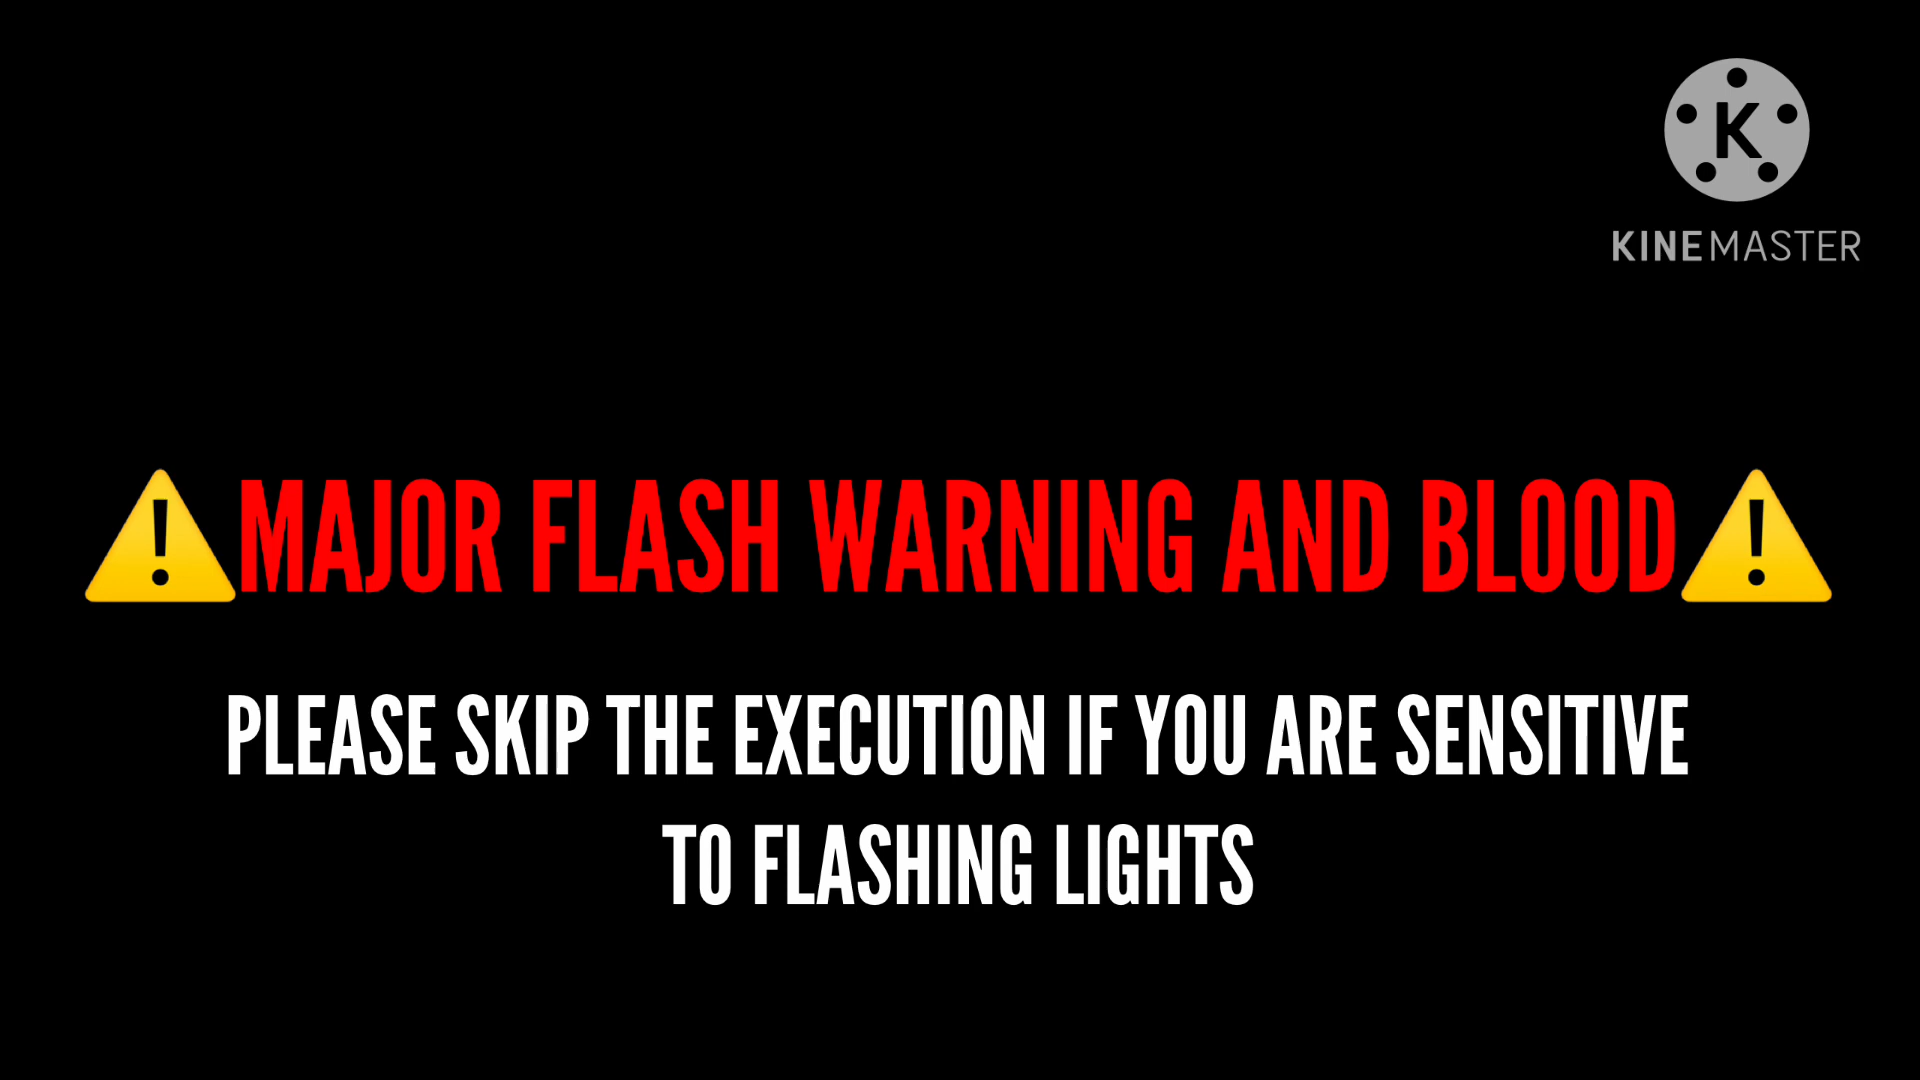 K
KINEMASTER
⚠️MAJOR FLASH WARNING AND BLOOD⚠️
PLEASE SKIP THE EXECUTION IF YOU ARE SENSITIVE
TO FLASHING LIGHTS